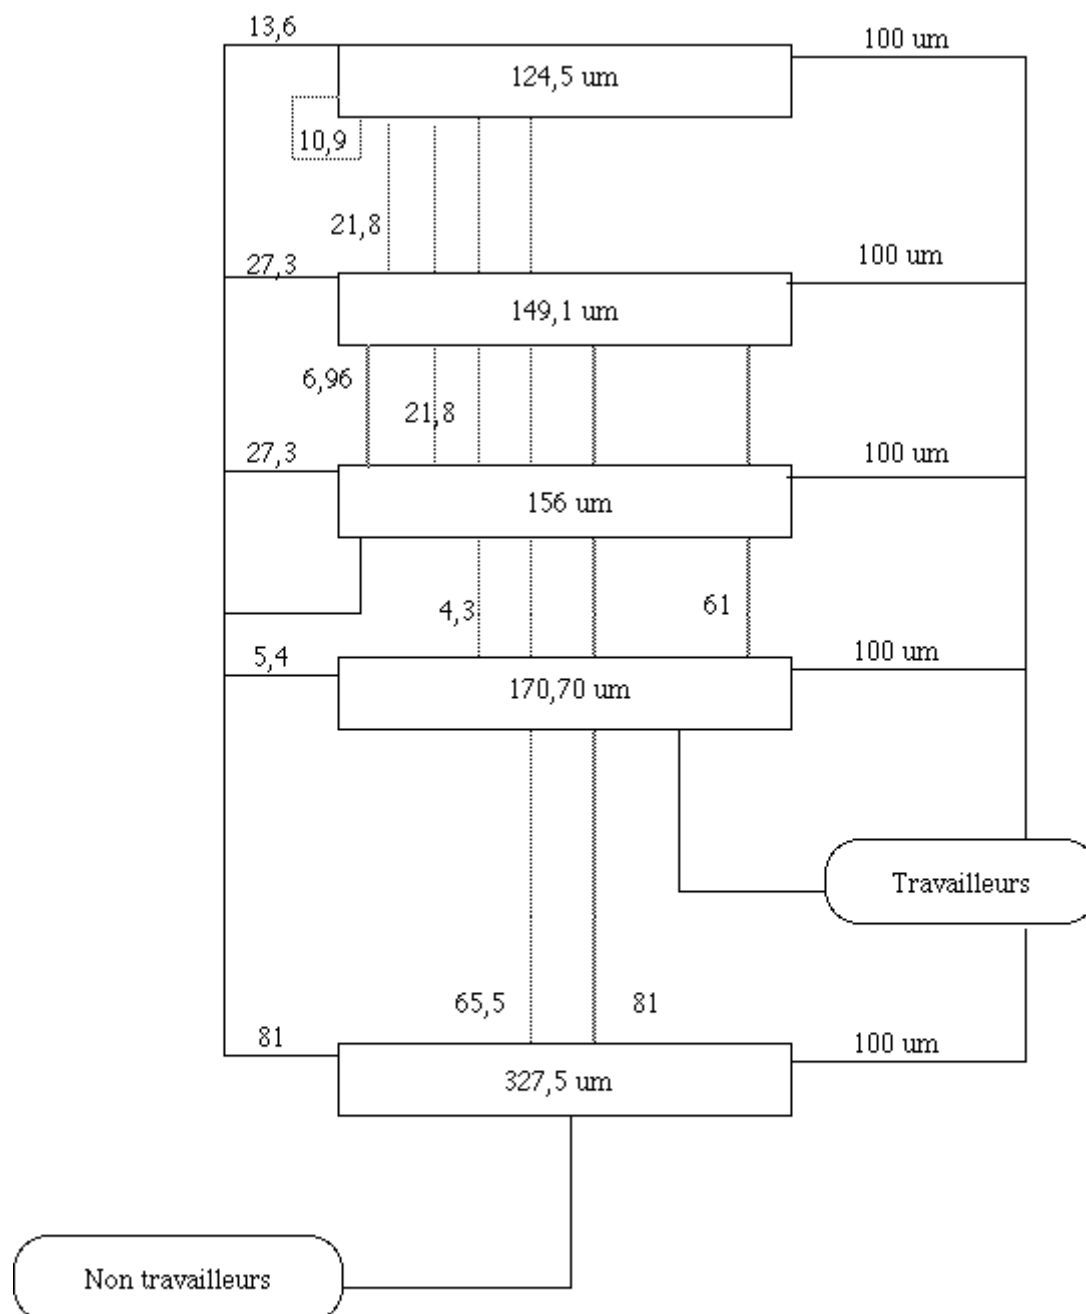 13,6
100 um
124,5 um
10,9
21,8
27,3
100 um
149,1 um
6,96
21,8
27,3
100 um
156 um
4,3
61
5,4
100 um
170,70 um
Travailleurs
65,5
81
81
100 um
327,5 um
Non travailleurs